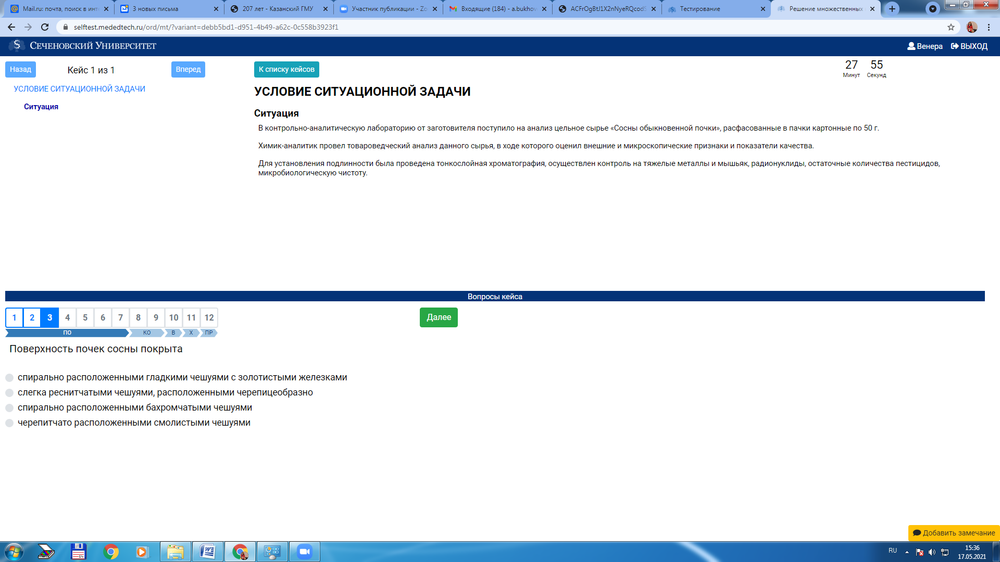 Mail.ru: почта, поиск в инт
3 новых письма
207 лет - Казанский ГМУ
Участник публикации - Zo
Входящие (184) - a.bukhov
ACFrOgBtJ1X2nNyeRQcodS
Тестирование
Решение множественных
selftest.mededtech.ru/ord/mt/?variant=debb5bd1-d951-4b49-a62c-0c558b3923f1
Сеченовский Университет
Венера
ВЫХОД
Назад
Кейс 1 из 1
Вперед
К списку кейсов
27 55
Минут Секунд
УСЛОВИЕ СИТУАЦИОННОЙ ЗАДАЧИ
Ситуация
УСЛОВИЕ СИТУАЦИОННОЙ ЗАДАЧИ
Ситуация
В контрольно-аналитическую лабораторию от заготовителя поступило на анализ цельное сырье «Сосны обыкновенной почки», расфасованные в пачки картонные по 50 г.
Химик-аналитик провел товароведческий анализ данного сырья, в ходе которого оценил внешние и микроскопические признаки и показатели качества.
Для установления подлинности была проведена тонкослойная хроматография, осуществлен контроль на тяжелые металлы и мышьяк, радионуклиды, остаточные количества пестицидов,
микробиологическую чистоту.
Вопросы кейса
1 2 3 4 5 6 7 8 9 10 11 12
Далее
ПО КО В Х ПР
Поверхность почек сосны покрыта
спирально расположенными гладкими чешуями с золотистыми железками
слегка реснитчатыми чешуями, расположенными черепицеобразно
спирально расположенными бахромчатыми чешуями
черепитчато расположенными смолистыми чешуями
Добавить замечание
RU
15:36
17.05.2021